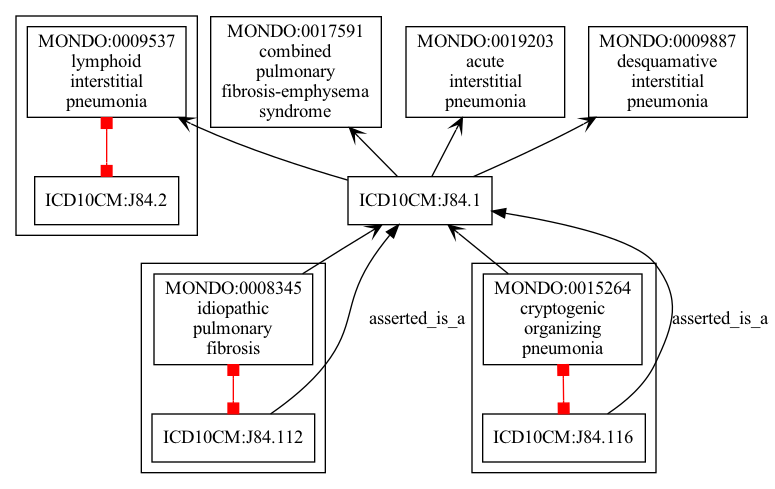 MONDO:0009537
lymphoid
interstitial
pneumonia
MONDO:0017591
combined
pulmonary
fibrosis-emphysema
syndrome
MONDO:0019203
acute
interstitial
pneumonia
MONDO:0009887
desquamative
interstitial
pneumonia
ICD10CM:J84.2
ICD10CM:J84.1
MONDO:0008345
idiopathic
pulmonary
fibrosis
asserted_is_a
MONDO:0015264
cryptogenic
organizing
pneumonia
asserted_is_a
ICD10CM:J84.112
ICD10CM:J84.116